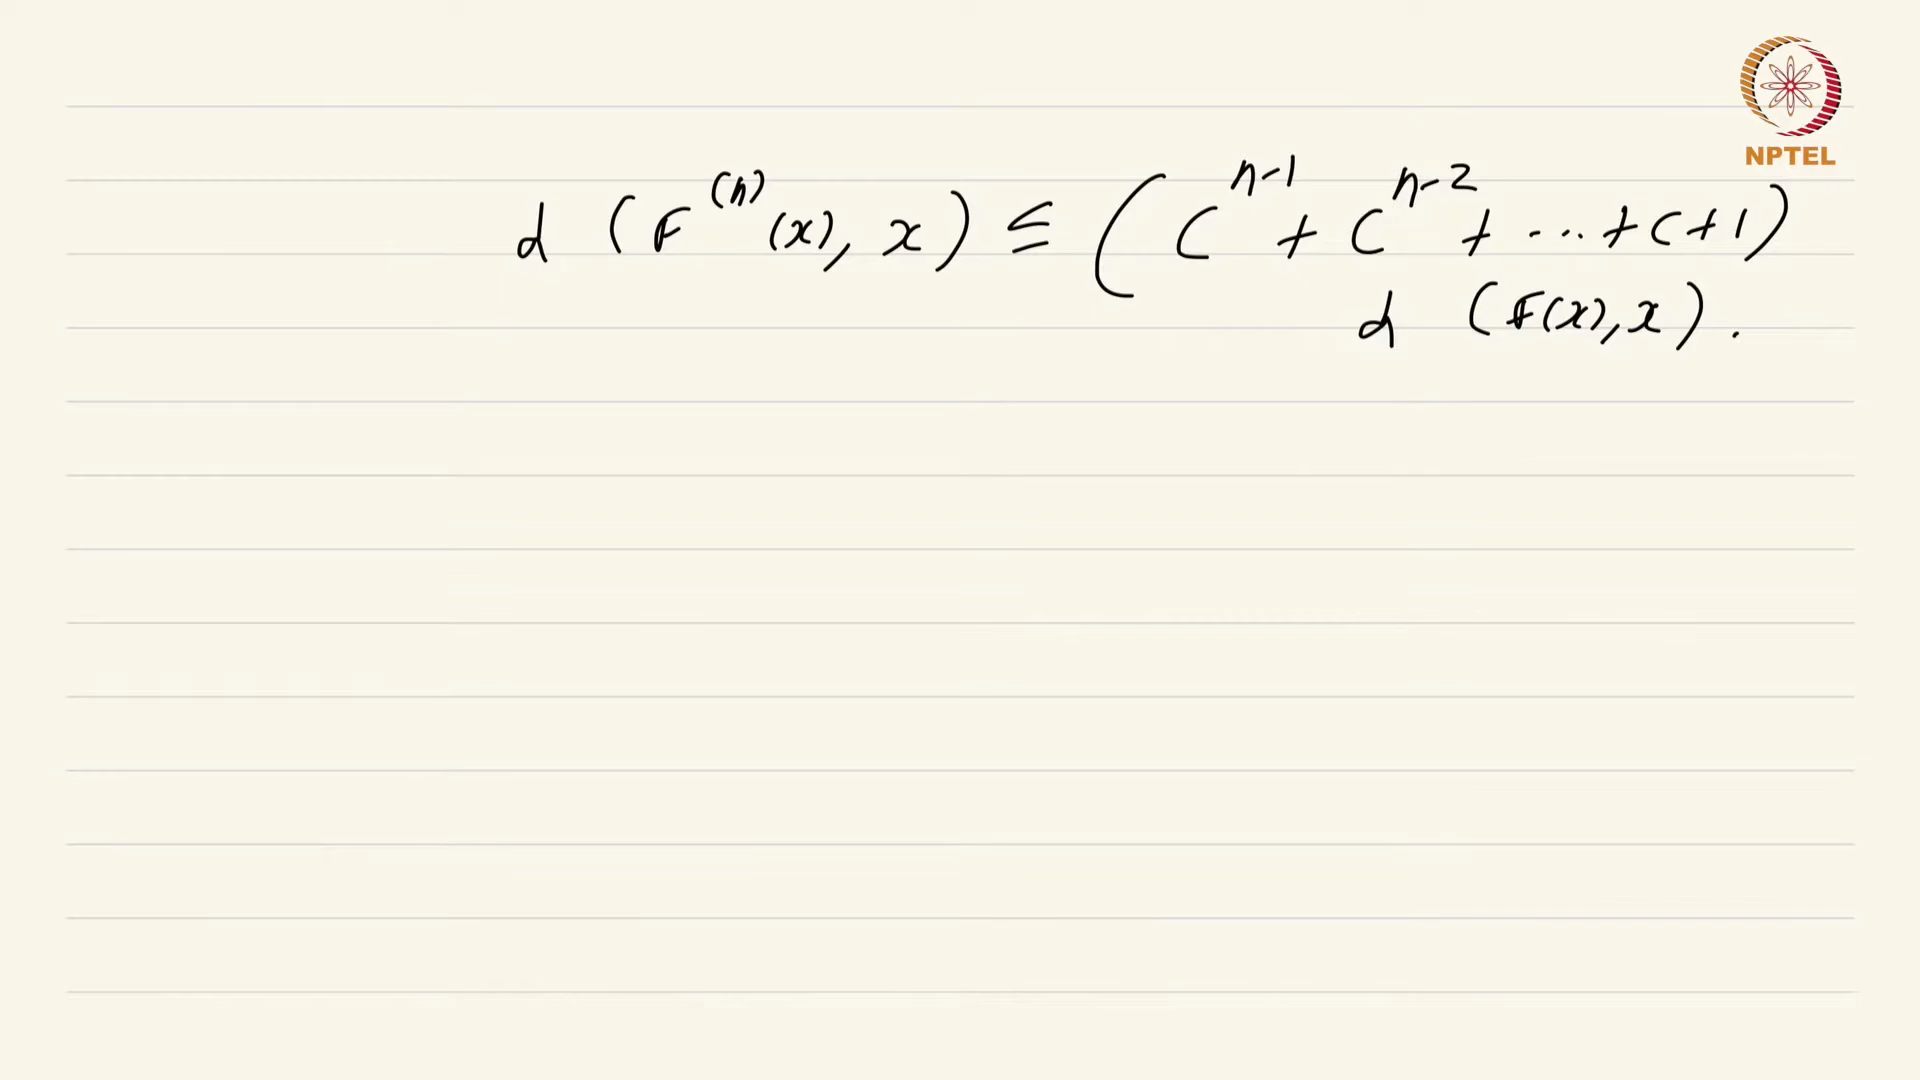 NPTEL
d (F^(n)(x), x) ≤ (C^n-1 + C^n-2 + ... + C + 1)
d (F(x), x).